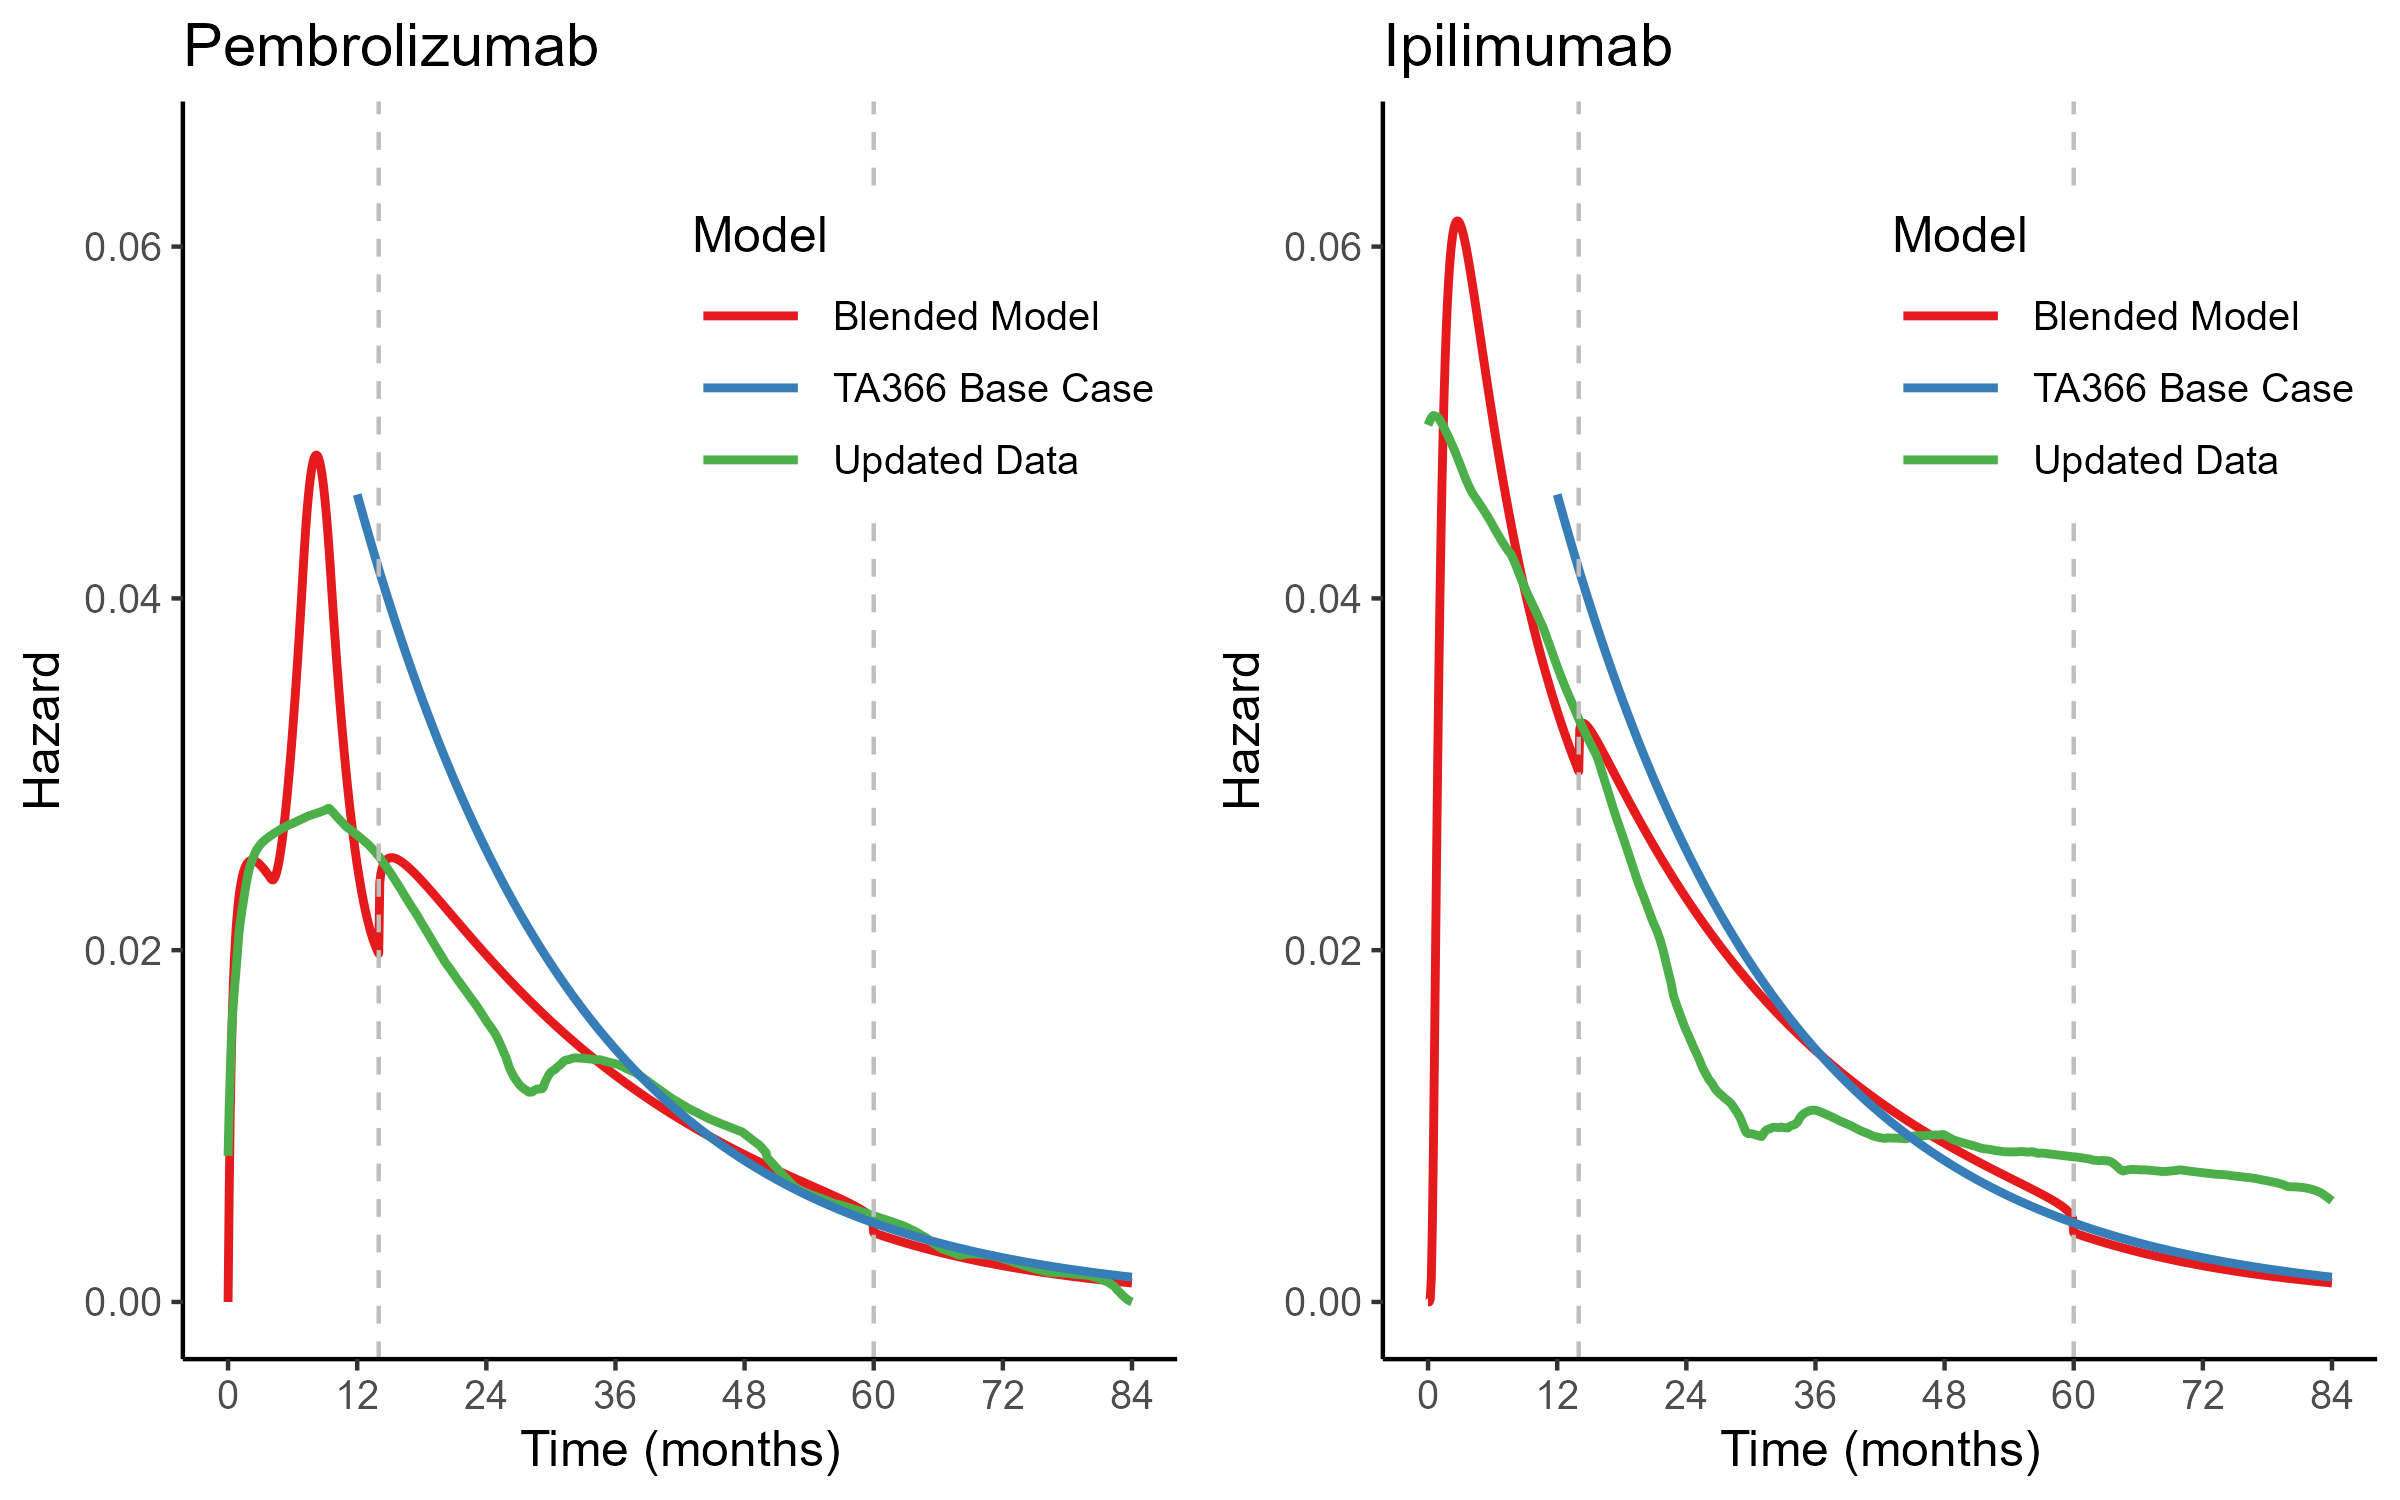 Pembrolizumab
Hazard
0.06
0.04
0.02
0.00
Model
Blended Model
TA366 Base Case
Updated Data
0 12 24 36 48 60 72 84
Time (months)
Ipilimumab
Hazard
0.06
0.04
0.02
0.00
Model
Blended Model
TA366 Base Case
Updated Data
0 12 24 36 48 60 72 84
Time (months)